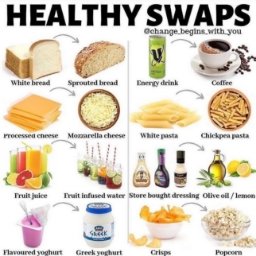 HEALTHY SWAPS
@change_begins_with_you
White bread
Sprouted bread
Energy drink
Coffee
Processed cheese
Mozzarella cheese
White pasta
Chickpea pasta
Fruit juice
Fruit infused water
Store bought dressing
Olive oil / lemon
Flavoured yoghurt
Greek yoghurt
Crisps
Popcorn